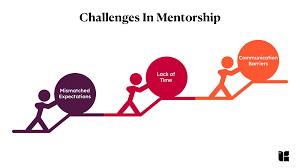 Challenges In Mentorship
Mismatched
Expectations
Lack of
Time
Communication
Barriers